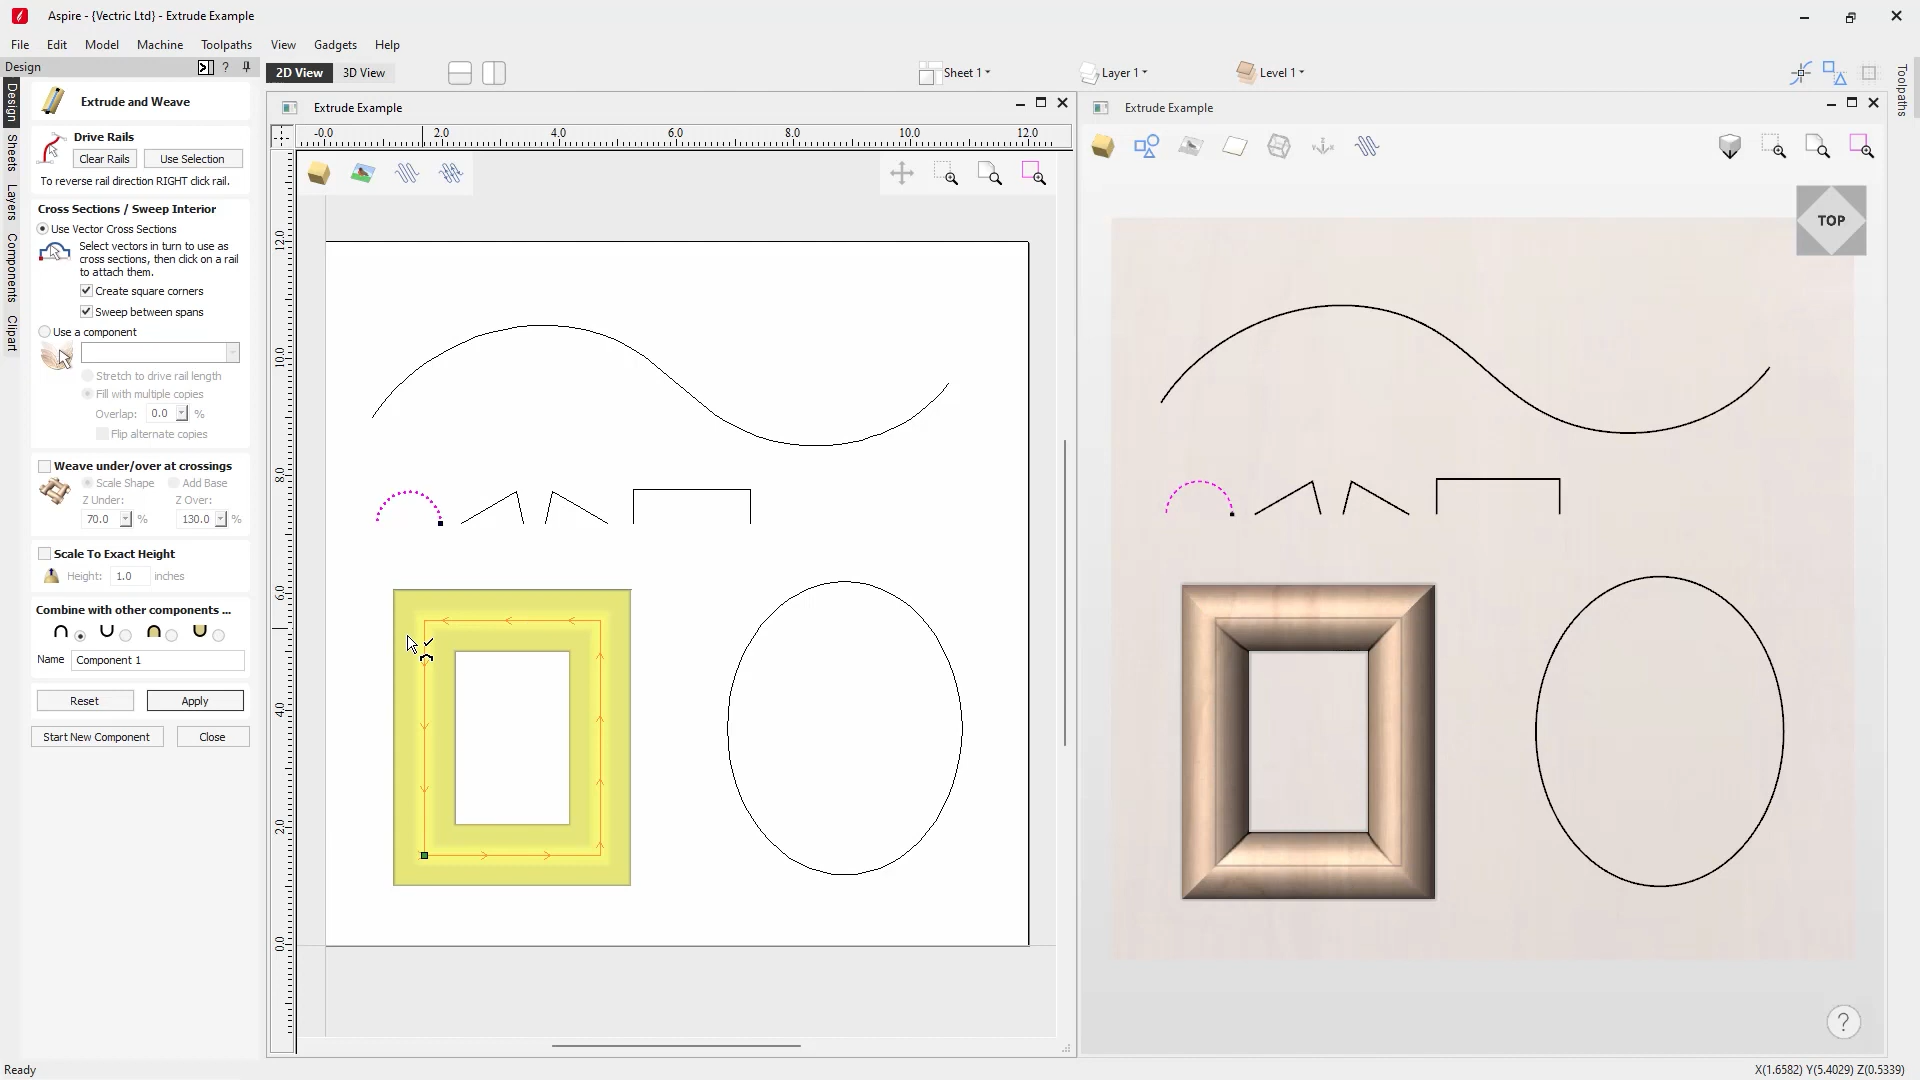 Aspire - {Vectric Ltd} - Extrude Example
File Edit Model Machine Toolpaths View Gadgets Help
Design
2D View 3D View Sheet 1 Layer 1 Level 1
Design
Sheets
Layers
Components
Clipart
Extrude and Weave
Drive Rails
Clear Rails Use Selection
To reverse rail direction RIGHT click rail.
Cross Sections / Sweep Interior
Use Vector Cross Sections
Select vectors in turn to use as
cross sections, then click on a rail
to attach them.
Create square corners
Sweep between spans
Use a component
Stretch to drive rail length
Fill with multiple copies
Overlap: 0.0 %
Flip alternate copies
Weave under/over at crossings
Scale Shape Add Base
Z Under: Z Over:
70.0 % 130.0 %
Scale To Exact Height
Height: 1.0 inches
Combine with other components ...
Name Component 1
Reset Apply
Start New Component Close
Extrude Example
-0.0 2.0 4.0 6.0 8.0 10.0 12.0
12.0
10.0
8.0
6.0
4.0
2.0
0.0
Extrude Example
TOP
?
Toolpaths
Ready
X(1.6582) Y(5.4029) Z(0.5339)